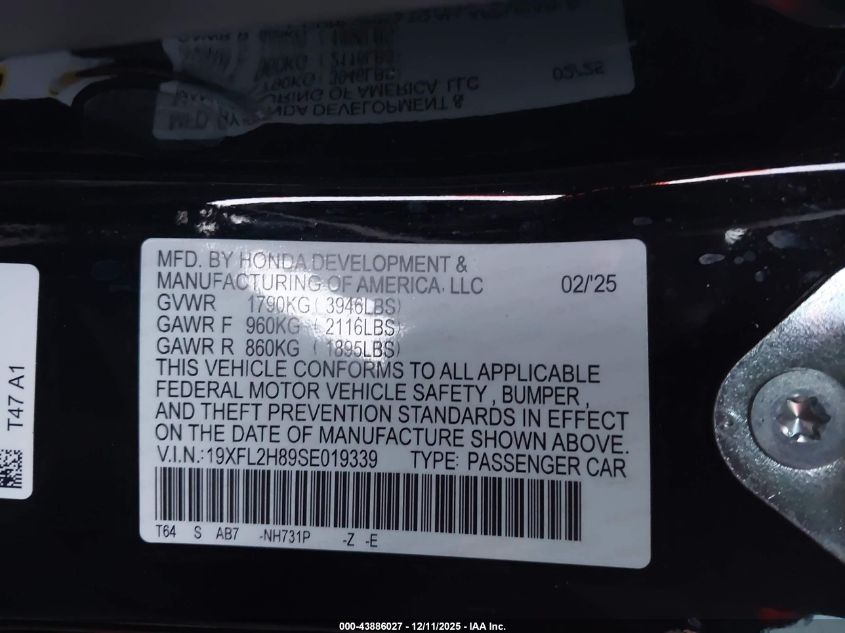 MFD. BY HONDA DEVELOPMENT &
MANUFACTURING OF AMERICA, LLC 02/'25
GVWR 1790KG ( 3946LBS)
GAWR F 960KG ( 2116LBS)
GAWR R 860KG ( 1895LBS)
THIS VEHICLE CONFORMS TO ALL APPLICABLE
FEDERAL MOTOR VEHICLE SAFETY , BUMPER ,
AND THEFT PREVENTION STANDARDS IN EFFECT
ON THE DATE OF MANUFACTURE SHOWN ABOVE.
V.I.N.:19XFL2H89SE019339 TYPE: PASSENGER CAR
T64 S AB7 -NH731P -Z -E
T47 A1
000-43886027 - 12/11/2025 - IAA Inc.